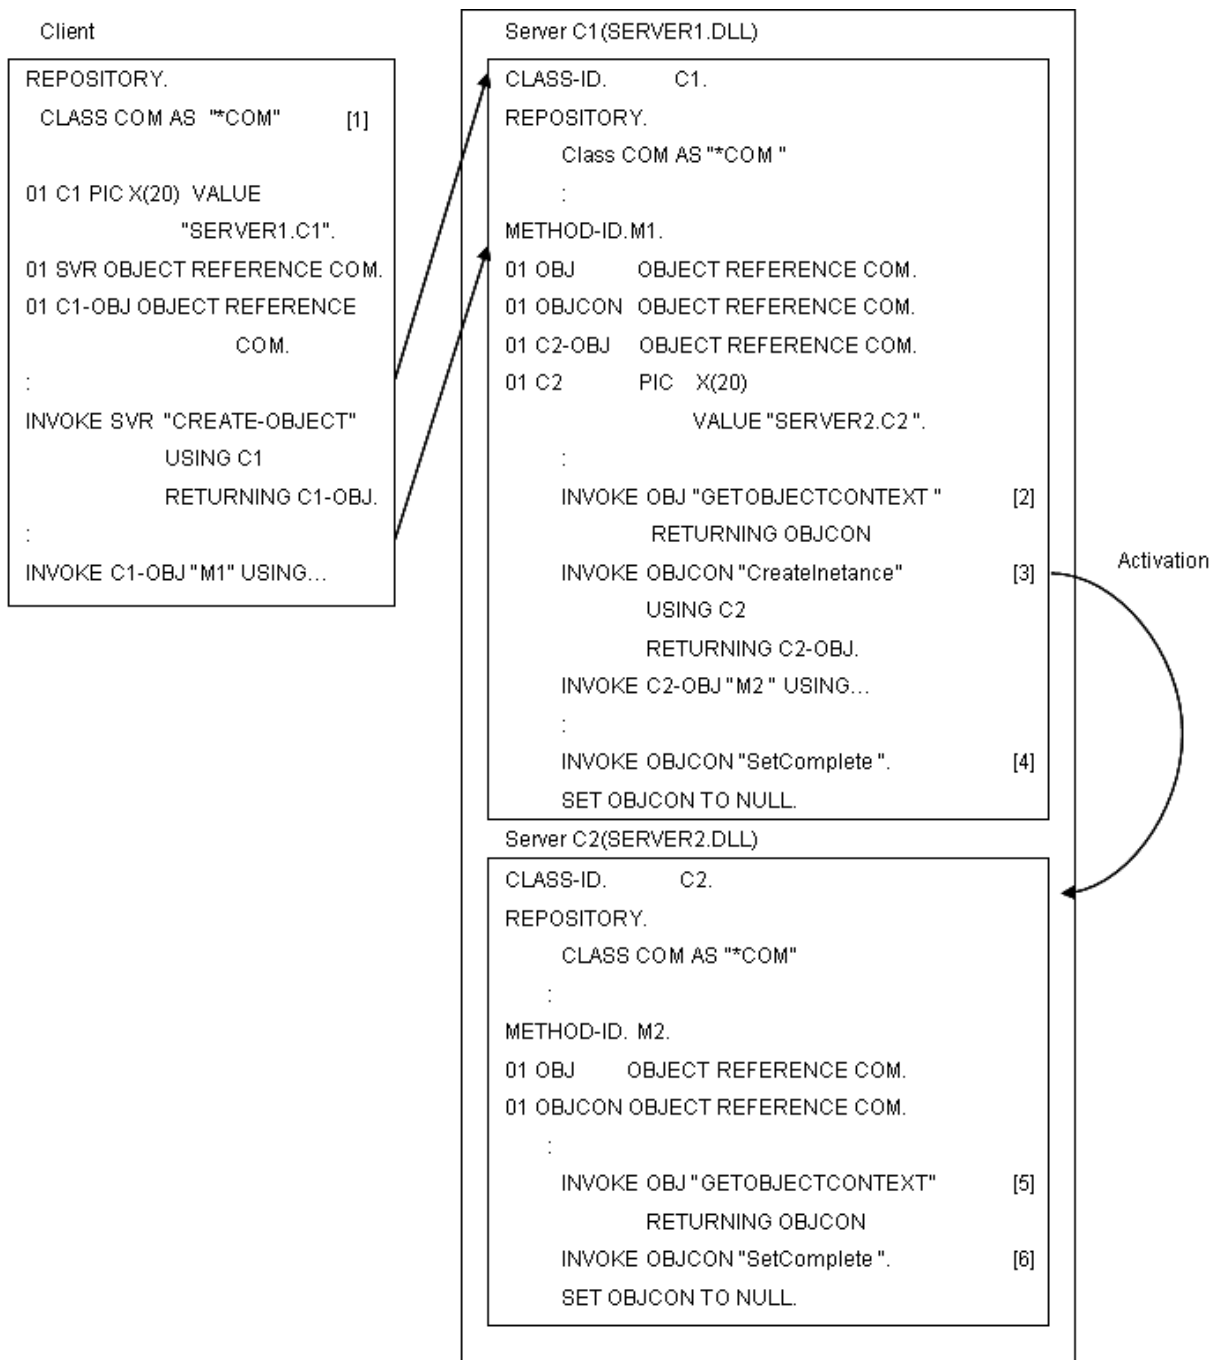 Client
REPOSITORY.
CLASS COM AS "*COM" [1]
01 C1 PIC X(20) VALUE
"SERVER1.C1".
01 SVR OBJECT REFERENCE COM.
01 C1-OBJ OBJECT REFERENCE
COM.
:
INVOKE SVR "CREATE-OBJECT"
USING C1
RETURNING C1-OBJ.
:
INVOKE C1-OBJ "M1" USING...
Server C1(SERVER1.DLL)
CLASS-ID. C1.
REPOSITORY.
Class COM AS "*COM "
:
METHOD-ID.M1.
01 OBJ OBJECT REFERENCE COM.
01 OBJCON OBJECT REFERENCE COM.
01 C2-OBJ OBJECT REFERENCE COM.
01 C2 PIC X(20)
VALUE "SERVER2.C2 ".
:
INVOKE OBJ "GETOBJECTCONTEXT " [2]
RETURNING OBJCON
INVOKE OBJCON "CreateInetance" [3]
USING C2
RETURNING C2-OBJ.
INVOKE C2-OBJ "M2 " USING...
:
INVOKE OBJCON "SetComplete ". [4]
SET OBJCON TO NULL.
Activation
Server C2(SERVER2.DLL)
CLASS-ID. C2.
REPOSITORY.
CLASS COM AS "*COM"
:
METHOD-ID. M2.
01 OBJ OBJECT REFERENCE COM.
01 OBJCON OBJECT REFERENCE COM.
:
INVOKE OBJ "GETOBJECTCONTEXT" [5]
RETURNING OBJCON
INVOKE OBJCON "SetComplete ". [6]
SET OBJCON TO NULL.